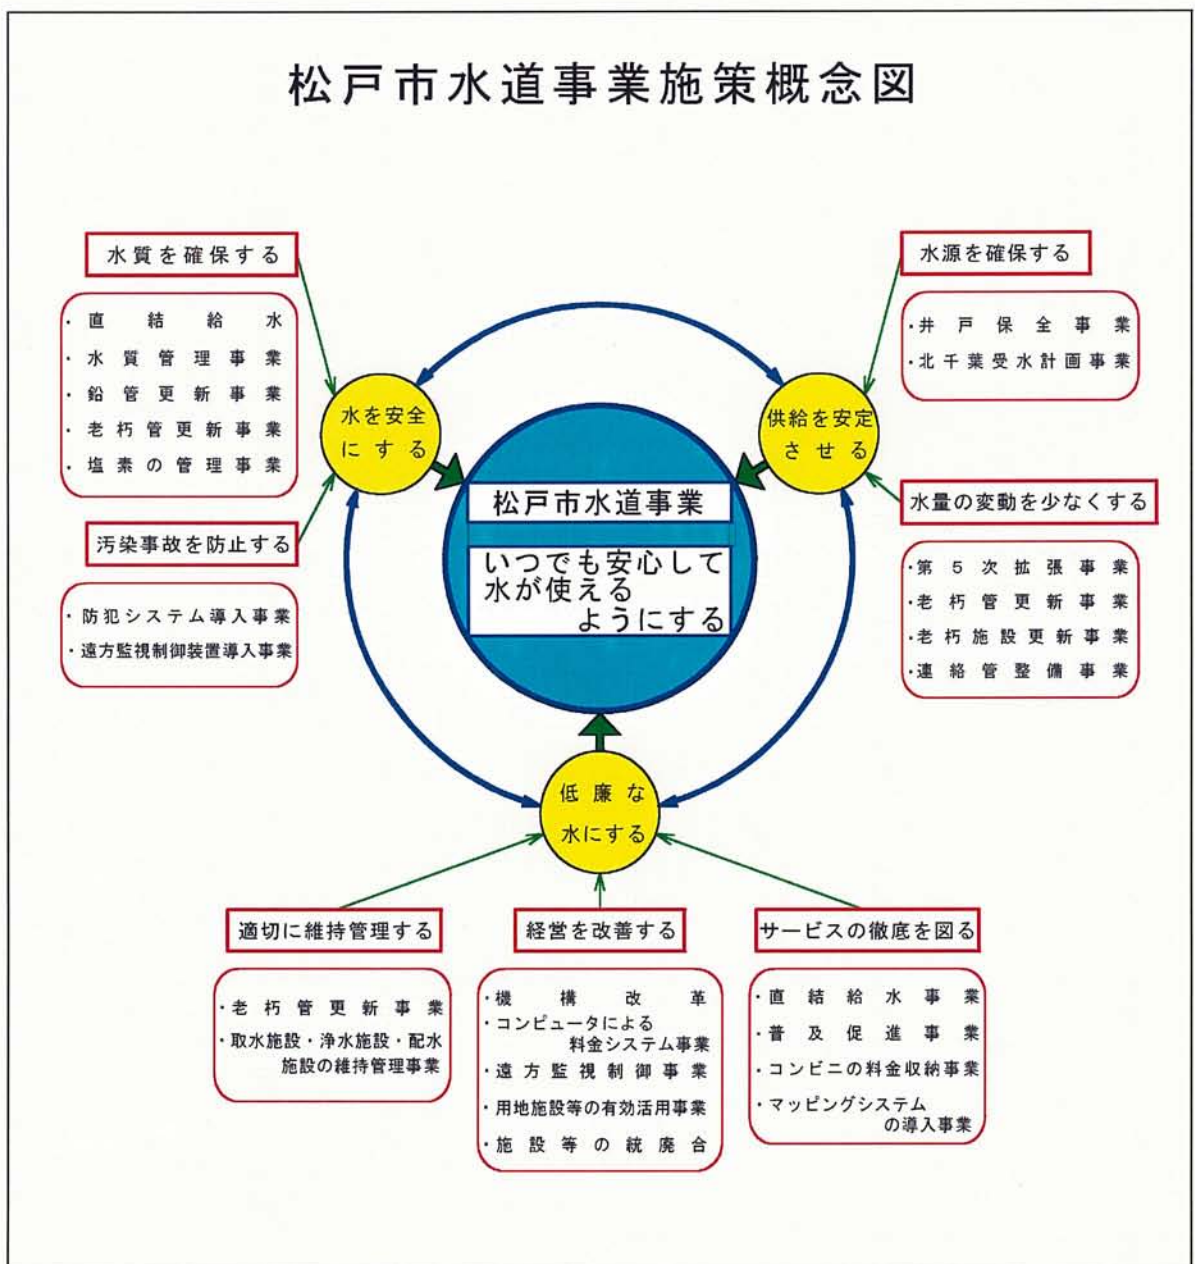 松戸市水道事業施策概念図
水質を確保する
・直結給水
・水質管理事業
・鉛管更新事業
・老朽管更新事業
・塩素の管理事業
汚染事故を防止する
・防犯システム導入事業
・遠方監視制御装置導入事業
水を安全
にする
水源を確保する
・井戸保全事業
・北千葉受水計画事業
供給を安定
させる
水量の変動を少なくする
・第5次拡張事業
・老朽管更新事業
・老朽施設更新事業
・連絡管整備事業
松戸市水道事業
いつでも安心して
水が使える
ようにする
低廉な
水にする
適切に維持管理する
・老朽管更新事業
・取水施設・浄水施設・配水
施設の維持管理事業
経営を改善する
・機構改革
・コンピュータによる
料金システム事業
・遠方監視制御事業
・用地施設等の有効活用事業
・施設等の統廃合
サービスの徹底を図る
・直結給水事業
・普及促進事業
・コンビニの料金収納事業
・マッピングシステム
の導入事業